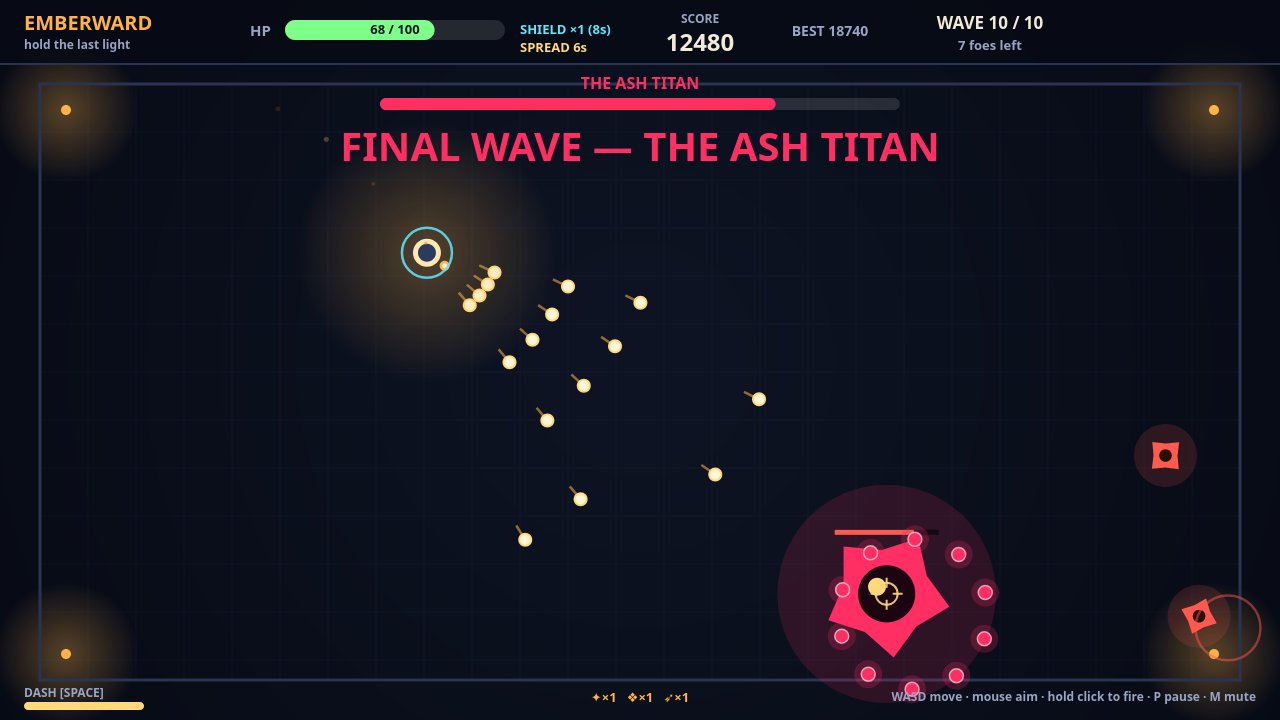 EMBERWARD
hold the last light
HP
68 / 100
SHIELD ×1 (8s)
SPREAD 6s
SCORE
12480
BEST 18740
WAVE 10 / 10
7 foes left
THE ASH TITAN
FINAL WAVE — THE ASH TITAN
DASH [SPACE]
✦×1 ❖×1 ➶×1
WASD move · mouse aim · hold click to fire · P pause · M mute